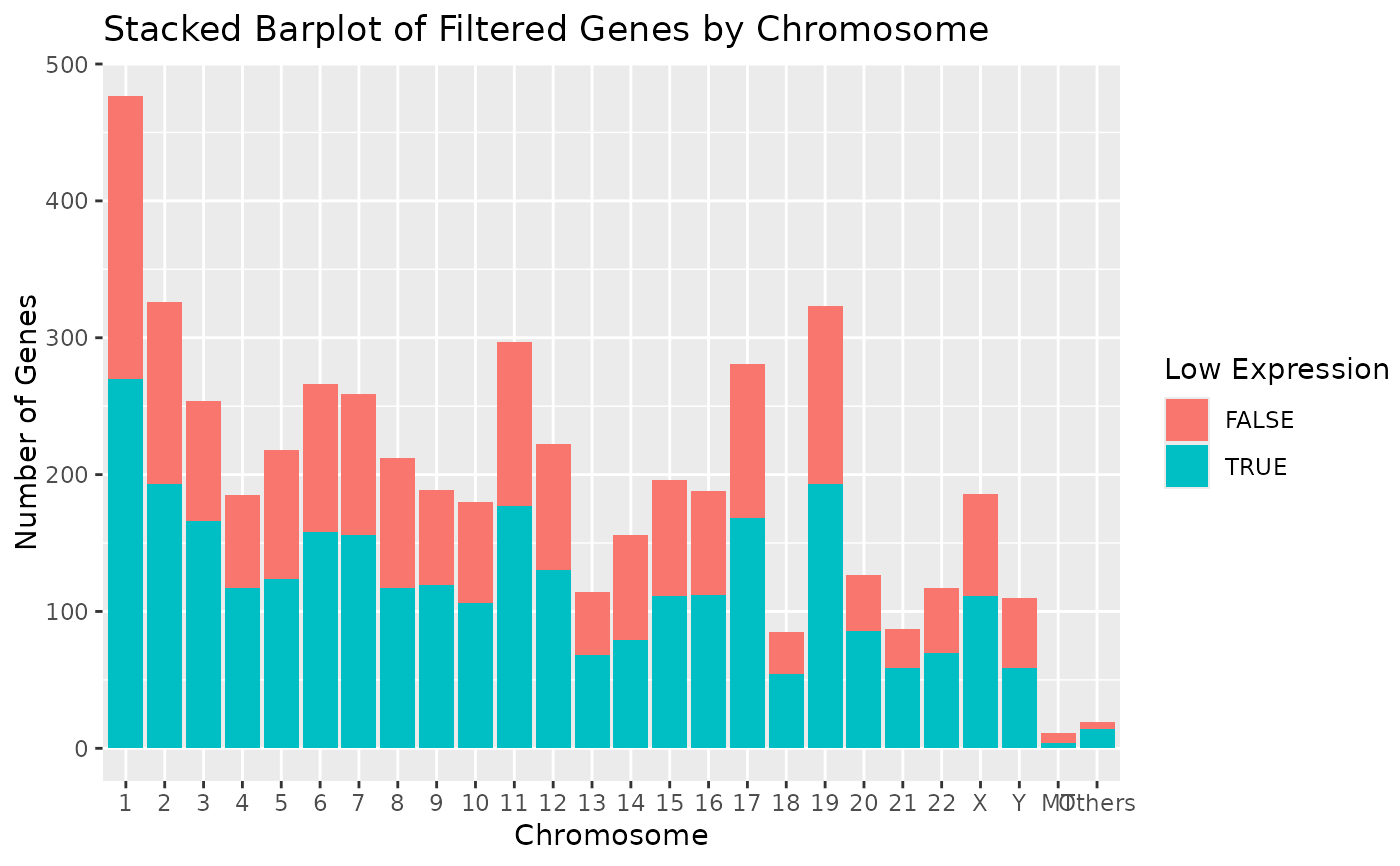 Stacked Barplot of Filtered Genes by Chromosome
500
400
300
200
100
0
Number of Genes
1 2 3 4 5 6 7 8 9 10 11 12 13 14 15 16 17 18 19 20 21 22 X Y MT Others
Chromosome
Low Expression
FALSE
TRUE